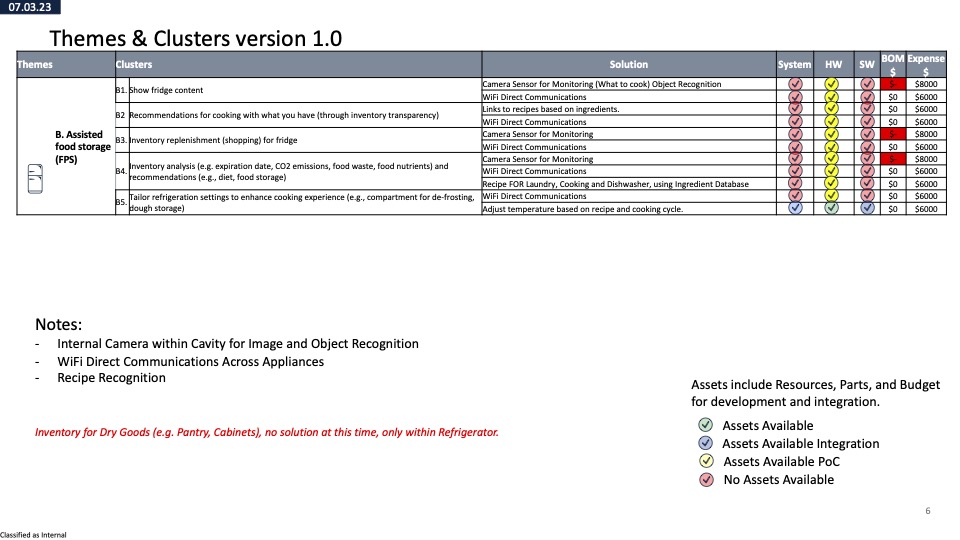 07.03.23
Themes & Clusters version 1.0
Themes Clusters Solution System HW SW BOM $ Expense $
B. Assisted food storage (FPS)
B1. Show fridge content
Camera Sensor for Monitoring (What to cook) Object Recognition $8000
WiFi Direct Communications $0 $6000
B2 Recommendations for cooking with what you have (through inventory transparency)
Links to recipes based on ingredients. $0 $6000
WiFi Direct Communications $0 $6000
B3. Inventory replenishment (shopping) for fridge
Camera Sensor for Monitoring $8000
WiFi Direct Communications $0 $6000
B4. Inventory analysis (e.g. expiration date, CO2 emissions, food waste, food nutrients) and
recommendations (e.g., diet, food storage)
Camera Sensor for Monitoring $8000
WiFi Direct Communications $0 $6000
Recipe FOR Laundry, Cooking and Dishwasher, using Ingredient Database $0 $6000
B5. Tailor refrigeration settings to enhance cooking experience (e.g., compartment for de-frosting,
dough storage)
WiFi Direct Communications $0 $6000
Adjust temperature based on recipe and cooking cycle. $0 $6000
Notes:
- Internal Camera within Cavity for Image and Object Recognition
- WiFi Direct Communications Across Appliances
- Recipe Recognition
Inventory for Dry Goods (e.g. Pantry, Cabinets), no solution at this time, only within Refrigerator.
Assets include Resources, Parts, and Budget
for development and integration.
Assets Available
Assets Available Integration
Assets Available PoC
No Assets Available
6
Classified as Internal